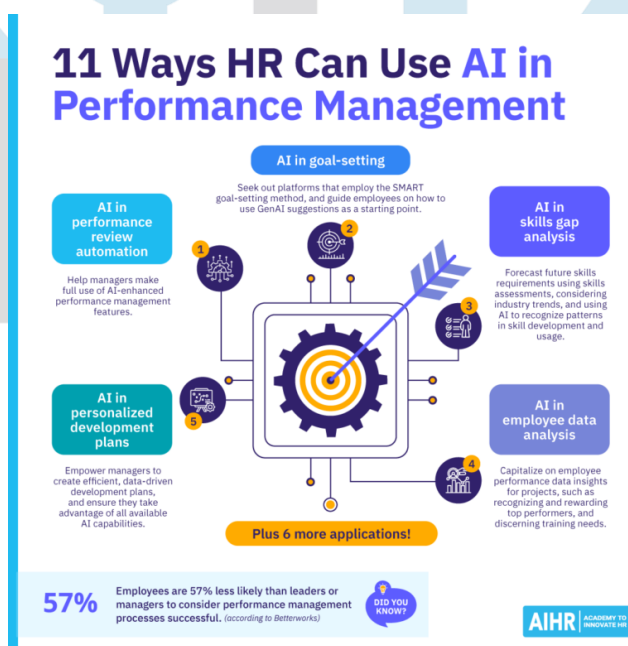 11 Ways HR Can Use AI in
Performance Management
AI in goal-setting
Seek out platforms that employ the SMART
goal-setting method, and guide employees on how to
use GenAI suggestions as a starting point.
AI in
performance
review
automation
Help managers make
full use of AI-enhanced
performance management
features.
1
2
AI in
skills gap
analysis
Forecast future skills
requirements using skills
assessments, considering
industry trends, and using
AI to recognize patterns
in skill development and
usage.
3
AI in
personalized
development
plans
Empower managers to
create efficient, data-driven
development plans,
and ensure they take
advantage of all available
AI capabilities.
5
AI in
employee data
analysis
Capitalize on employee
performance data insights
for projects, such as
recognizing and rewarding
top performers, and
discerning training needs.
4
Plus 6 more applications!
57%
Employees are 57% less likely than leaders or
managers to consider performance management
processes successful. (according to Betterworks)
DID YOU
KNOW?
AIHR
ACADEMY TO
INNOVATE HR